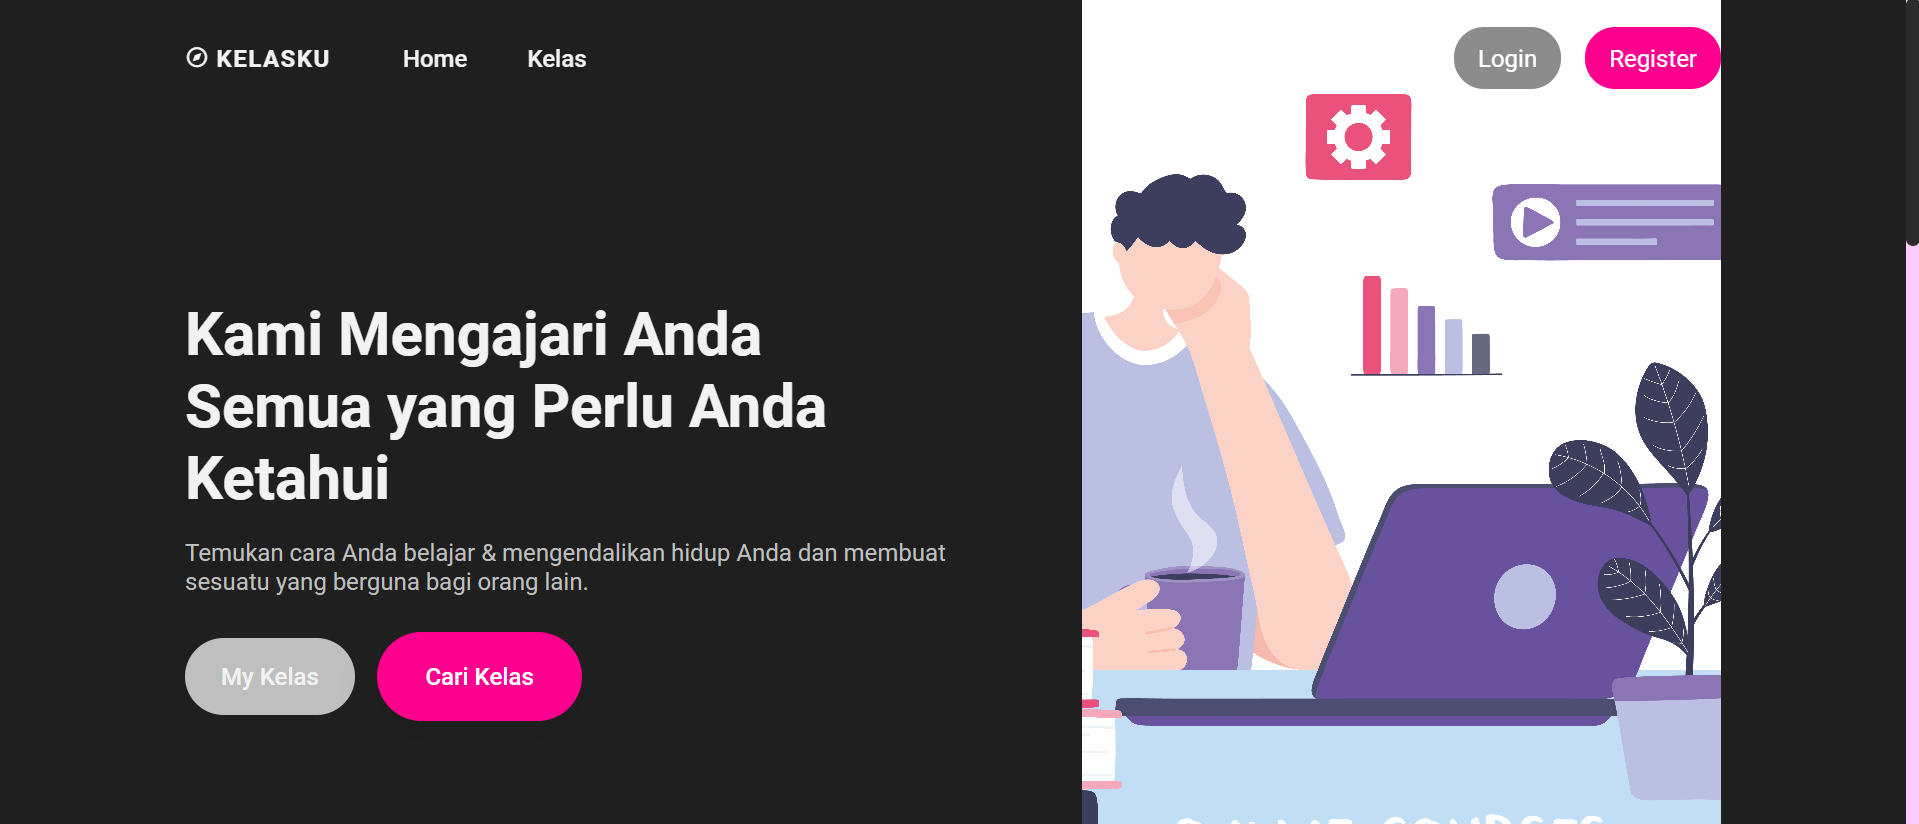 KELASKU Home Kelas Login Register
Kami Mengajari Anda
Semua yang Perlu Anda
Ketahui
Temukan cara Anda belajar & mengendalikan hidup Anda dan membuat
sesuatu yang berguna bagi orang lain.
My Kelas Cari Kelas